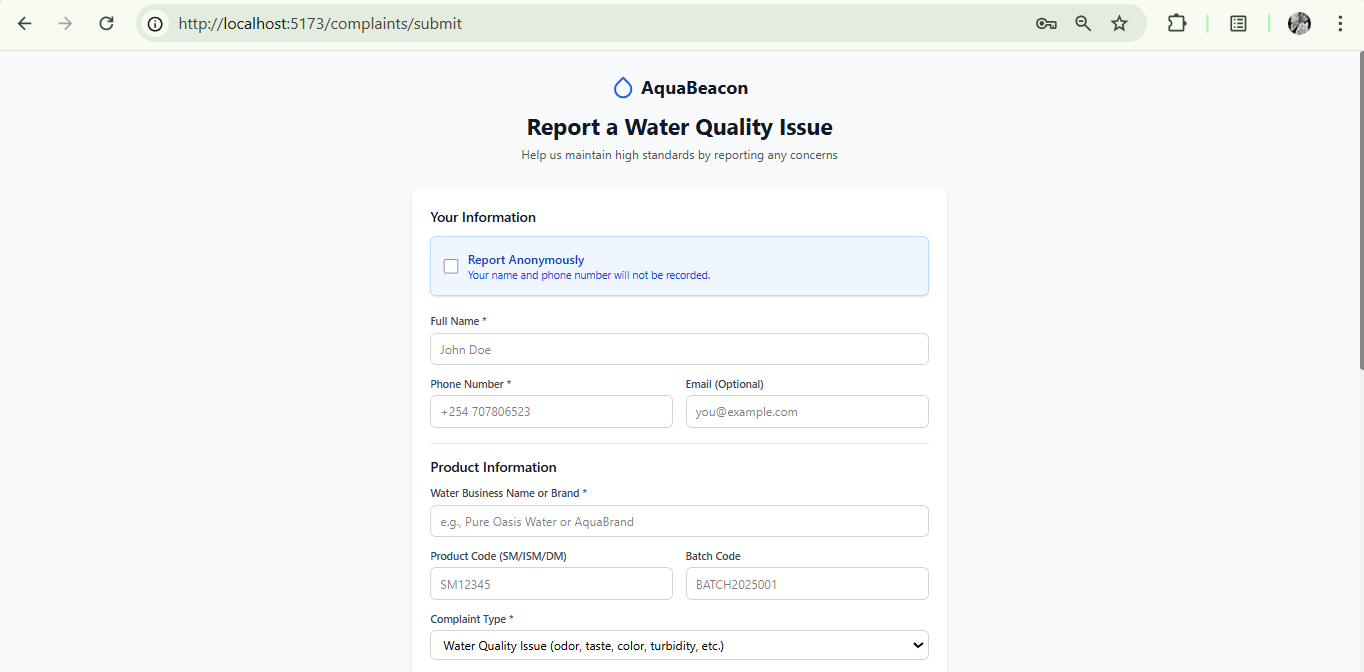 http://localhost:5173/complaints/submit
AquaBeacon
Report a Water Quality Issue
Help us maintain high standards by reporting any concerns
Your Information
Report Anonymously
Your name and phone number will not be recorded.
Full Name *
John Doe
Phone Number * Email (Optional)
+254 707806523 you@example.com
Product Information
Water Business Name or Brand *
e.g., Pure Oasis Water or AquaBrand
Product Code (SM/ISM/DM) Batch Code
SM12345 BATCH2025001
Complaint Type *
Water Quality Issue (odor, taste, color, turbidity, etc.)